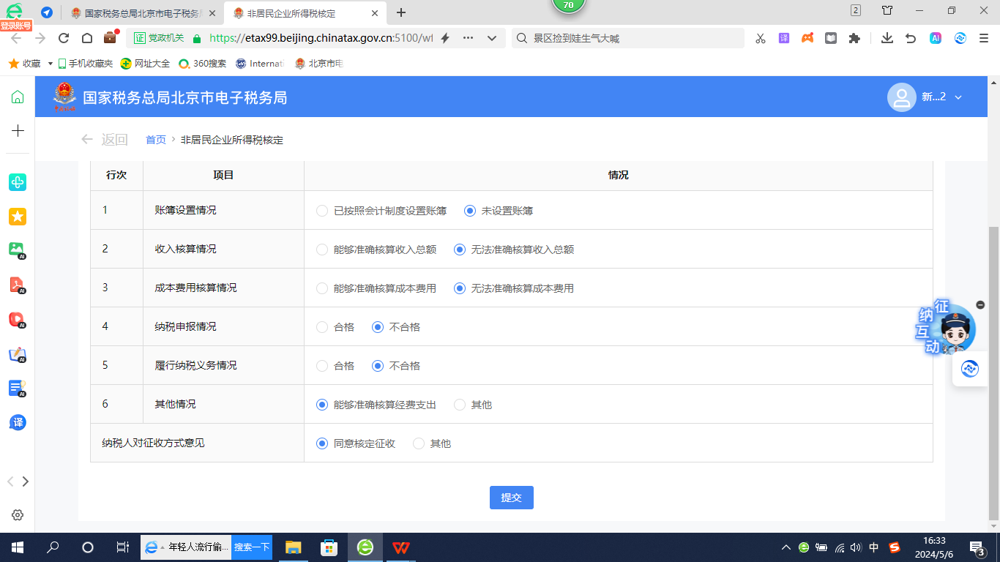 70
2
国家税务总局北京市电子税务局
非居民企业所得税核定
登录账号
证 党政机关
https://etax99.beijing.chinatax.gov.cn:5100/wf
景区捡到娃生气大喊
译
AI
收藏 手机收藏夹 网址大全 360搜索 Internati 北京市电
国家税务总局北京市电子税务局
新...2
返回 首页 > 非居民企业所得税核定
行次 项目 情况
1 账簿设置情况 已按照会计制度设置账簿 未设置账簿
2 收入核算情况 能够准确核算收入总额 无法准确核算收入总额
3 成本费用核算情况 能够准确核算成本费用 无法准确核算成本费用
4 纳税申报情况 合格 不合格
5 履行纳税义务情况 合格 不合格
6 其他情况 能够准确核算经费支出 其他
纳税人对征收方式意见 同意核定征收 其他
提交
征纳互动
AI
AI
AI
AI
AI
译
年轻人流行偷... 搜索一下
中
16:33
2024/5/6
3